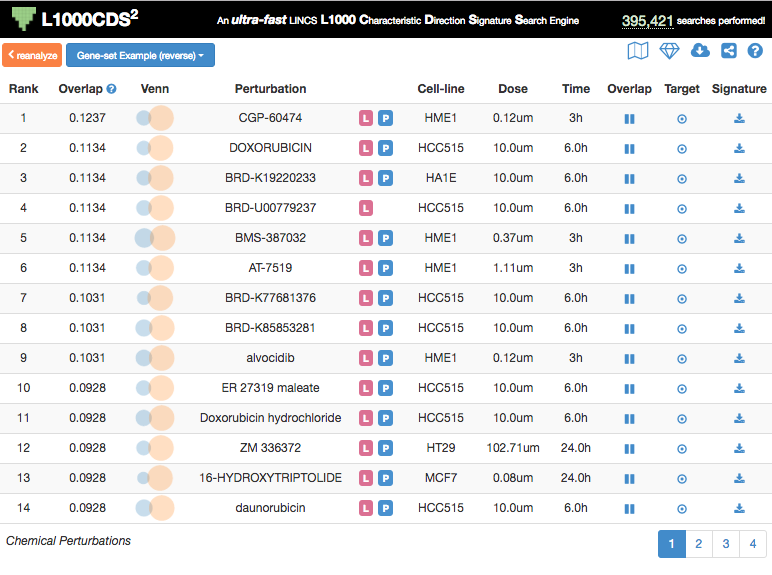 L1000CDS²
An ultra-fast LINCS L1000 Characteristic Direction Signature Search Engine
395,421 searches performed!
reanalyze Gene-set Example (reverse)
Rank Overlap Venn Perturbation Cell-line Dose Time Overlap Target Signature
1 0.1237 CGP-60474 L P HME1 0.12um 3h
2 0.1134 DOXORUBICIN L P HCC515 10.0um 6.0h
3 0.1134 BRD-K19220233 L P HA1E 10.0um 6.0h
4 0.1134 BRD-U00779237 L HCC515 10.0um 6.0h
5 0.1134 BMS-387032 L P HME1 0.37um 3h
6 0.1134 AT-7519 L P HME1 1.11um 3h
7 0.1031 BRD-K77681376 L P HCC515 10.0um 6.0h
8 0.1031 BRD-K85853281 L P HCC515 10.0um 6.0h
9 0.1031 alvocidib L P HME1 0.12um 3h
10 0.0928 ER 27319 maleate L P HCC515 10.0um 6.0h
11 0.0928 Doxorubicin hydrochloride L P HCC515 10.0um 6.0h
12 0.0928 ZM 336372 L P HT29 102.71um 24.0h
13 0.0928 16-HYDROXYTRIPTOLIDE L P MCF7 0.08um 24.0h
14 0.0928 daunorubicin L P HCC515 10.0um 6.0h
Chemical Perturbations 1 2 3 4